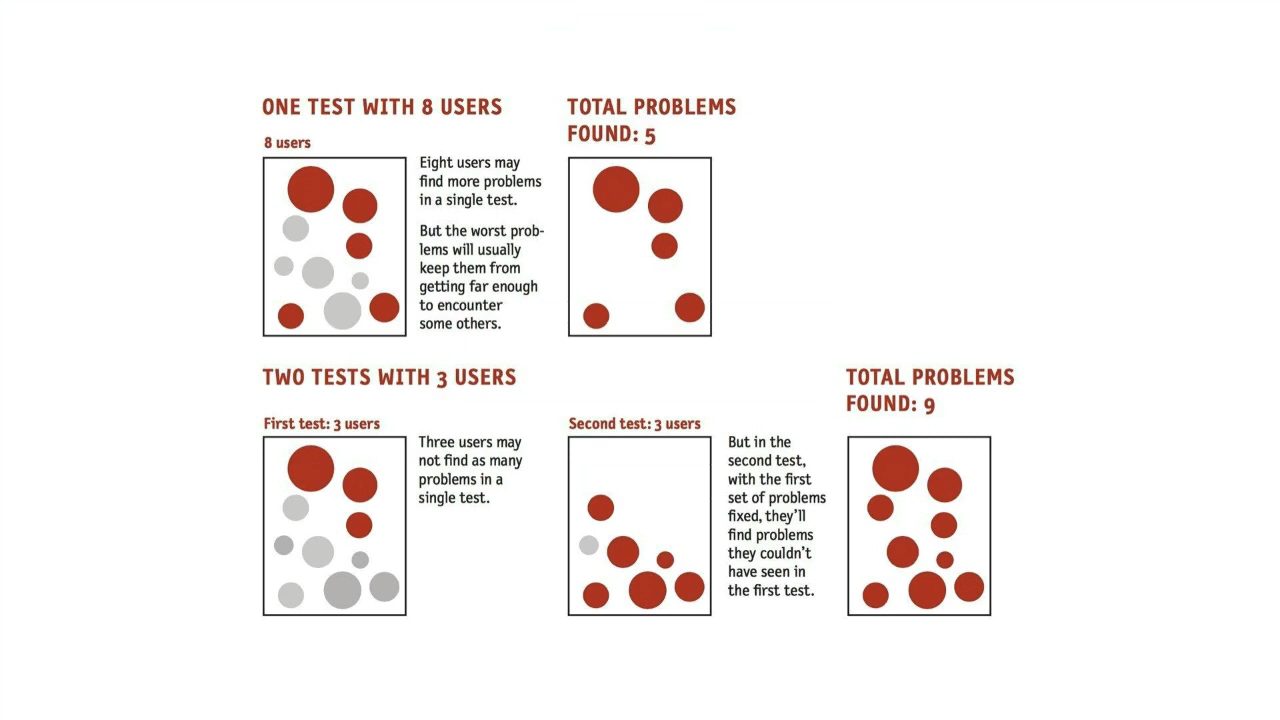 ONE TEST WITH 8 USERS
8 users
Eight users may
find more problems
in a single test.
But the worst prob-
lems will usually
keep them from
getting far enough
to encounter
some others.
TOTAL PROBLEMS
FOUND: 5
TWO TESTS WITH 3 USERS
First test: 3 users
Three users may
not find as many
problems in a
single test.
Second test: 3 users
But in the
second test,
with the first
set of problems
fixed, they’ll
find problems
they couldn’t
have seen in
the first test.
TOTAL PROBLEMS
FOUND: 9